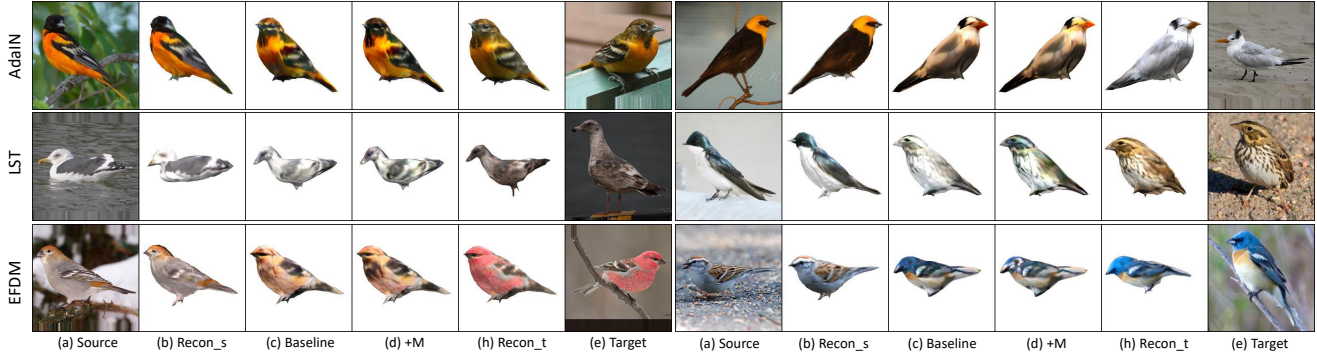 AdaIN
LST
EFDM
(a) Source (b) Recon_s (c) Baseline (d) +M (h) Recon_t (e) Target (a) Source (b) Recon_s (c) Baseline (d) +M (h) Recon_t (e) Target